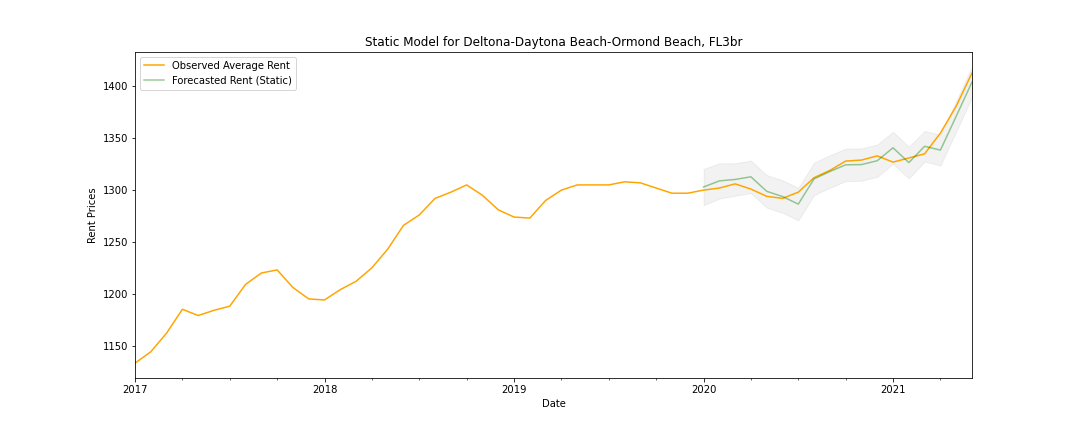 Static Model for Deltona-Daytona Beach-Ormond Beach, FL3br
Observed Average Rent
Forecasted Rent (Static)
1400
1350
1300
1250
1200
1150
Rent Prices
2017
2018
2019
2020
2021
Date